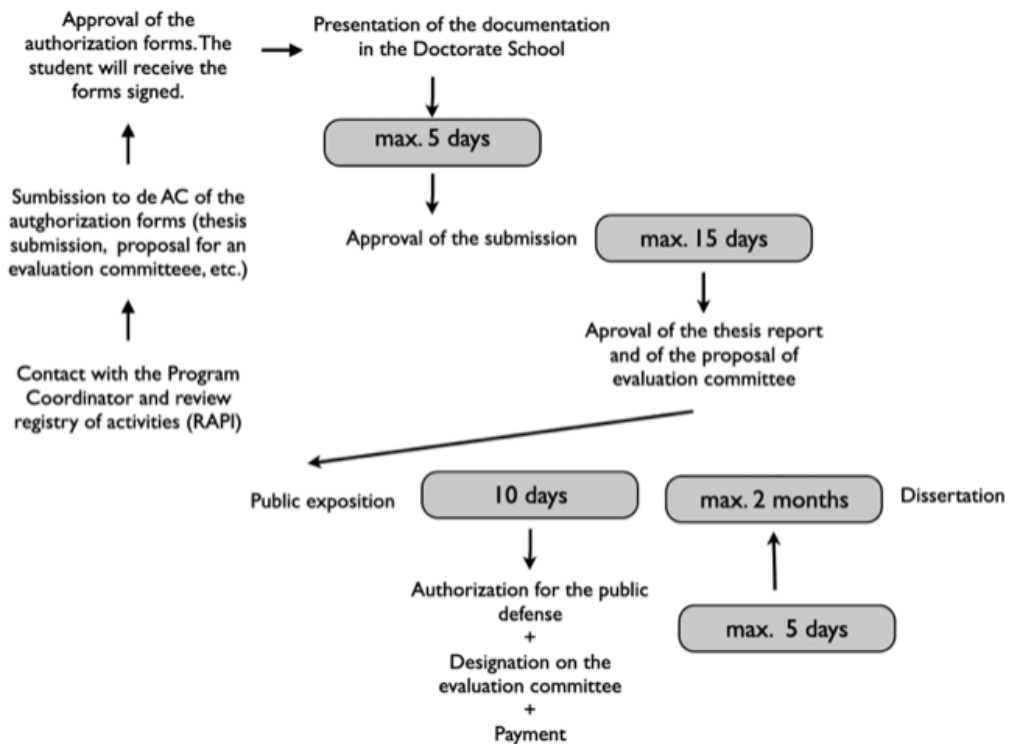 Approval of the
authorization forms. The
student will receive the
forms signed.
Presentation of the documentation
in the Doctorate School
max. 5 days
Sumbission to de AC of the
autghorization forms (thesis
submission, proposal for an
evaluation committeee, etc.)
Approval of the submission
max. 15 days
Contact with the Program
Coordinator and review
registry of activities (RAPI)
Aproval of the thesis report
and of the proposal of
evaluation committee
Public exposition
10 days
max. 2 months
Dissertation
Authorization for the public
defense
+
Designation on the
evaluation committee
+
Payment
max. 5 days